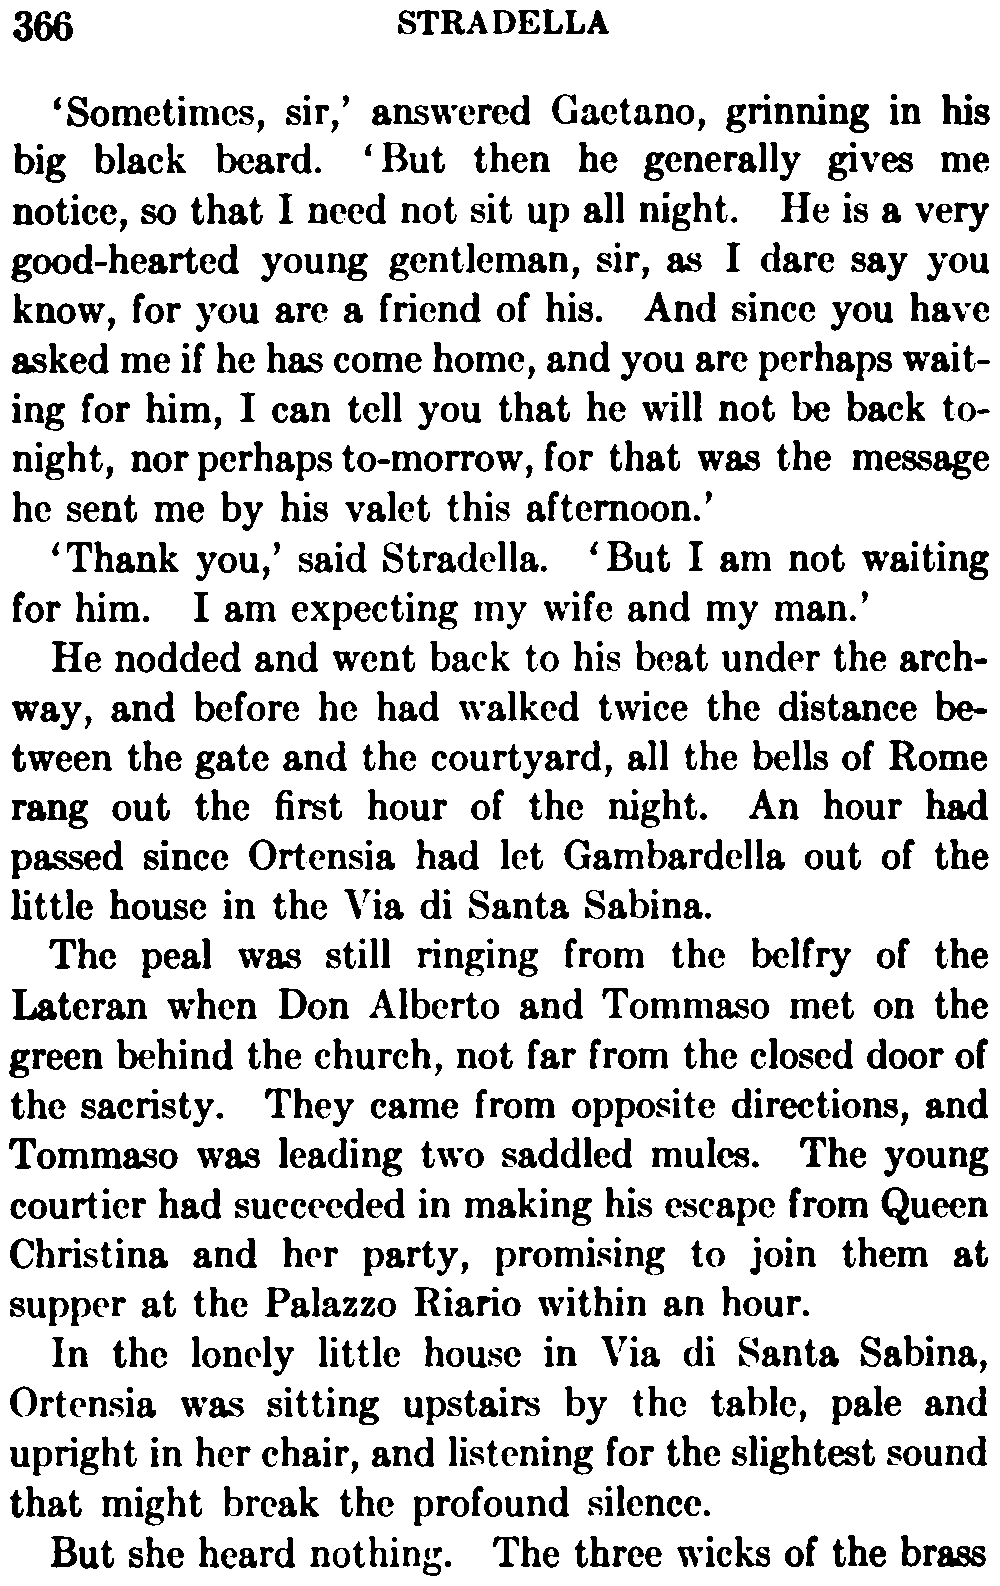 366 STRADELLA
‘Sometimes, sir,’ answered Gaetano, grinning in his
big black beard. ‘But then he generally gives me
notice, so that I need not sit up all night. He is a very
good-hearted young gentleman, sir, as I dare say you
know, for you are a friend of his. And since you have
asked me if he has come home, and you are perhaps wait-
ing for him, I can tell you that he will not be back to-
night, nor perhaps to-morrow, for that was the message
he sent me by his valet this afternoon.’
‘Thank you,’ said Stradella. ‘But I am not waiting
for him. I am expecting my wife and my man.’
He nodded and went back to his beat under the arch-
way, and before he had walked twice the distance be-
tween the gate and the courtyard, all the bells of Rome
rang out the first hour of the night. An hour had
passed since Ortensia had let Gambardella out of the
little house in the Via di Santa Sabina.
The peal was still ringing from the belfry of the
Lateran when Don Alberto and Tommaso met on the
green behind the church, not far from the closed door of
the sacristy. They came from opposite directions, and
Tommaso was leading two saddled mules. The young
courtier had succeeded in making his escape from Queen
Christina and her party, promising to join them at
supper at the Palazzo Riario within an hour.
In the lonely little house in Via di Santa Sabina,
Ortensia was sitting upstairs by the table, pale and
upright in her chair, and listening for the slightest sound
that might break the profound silence.
But she heard nothing. The three wicks of the brass